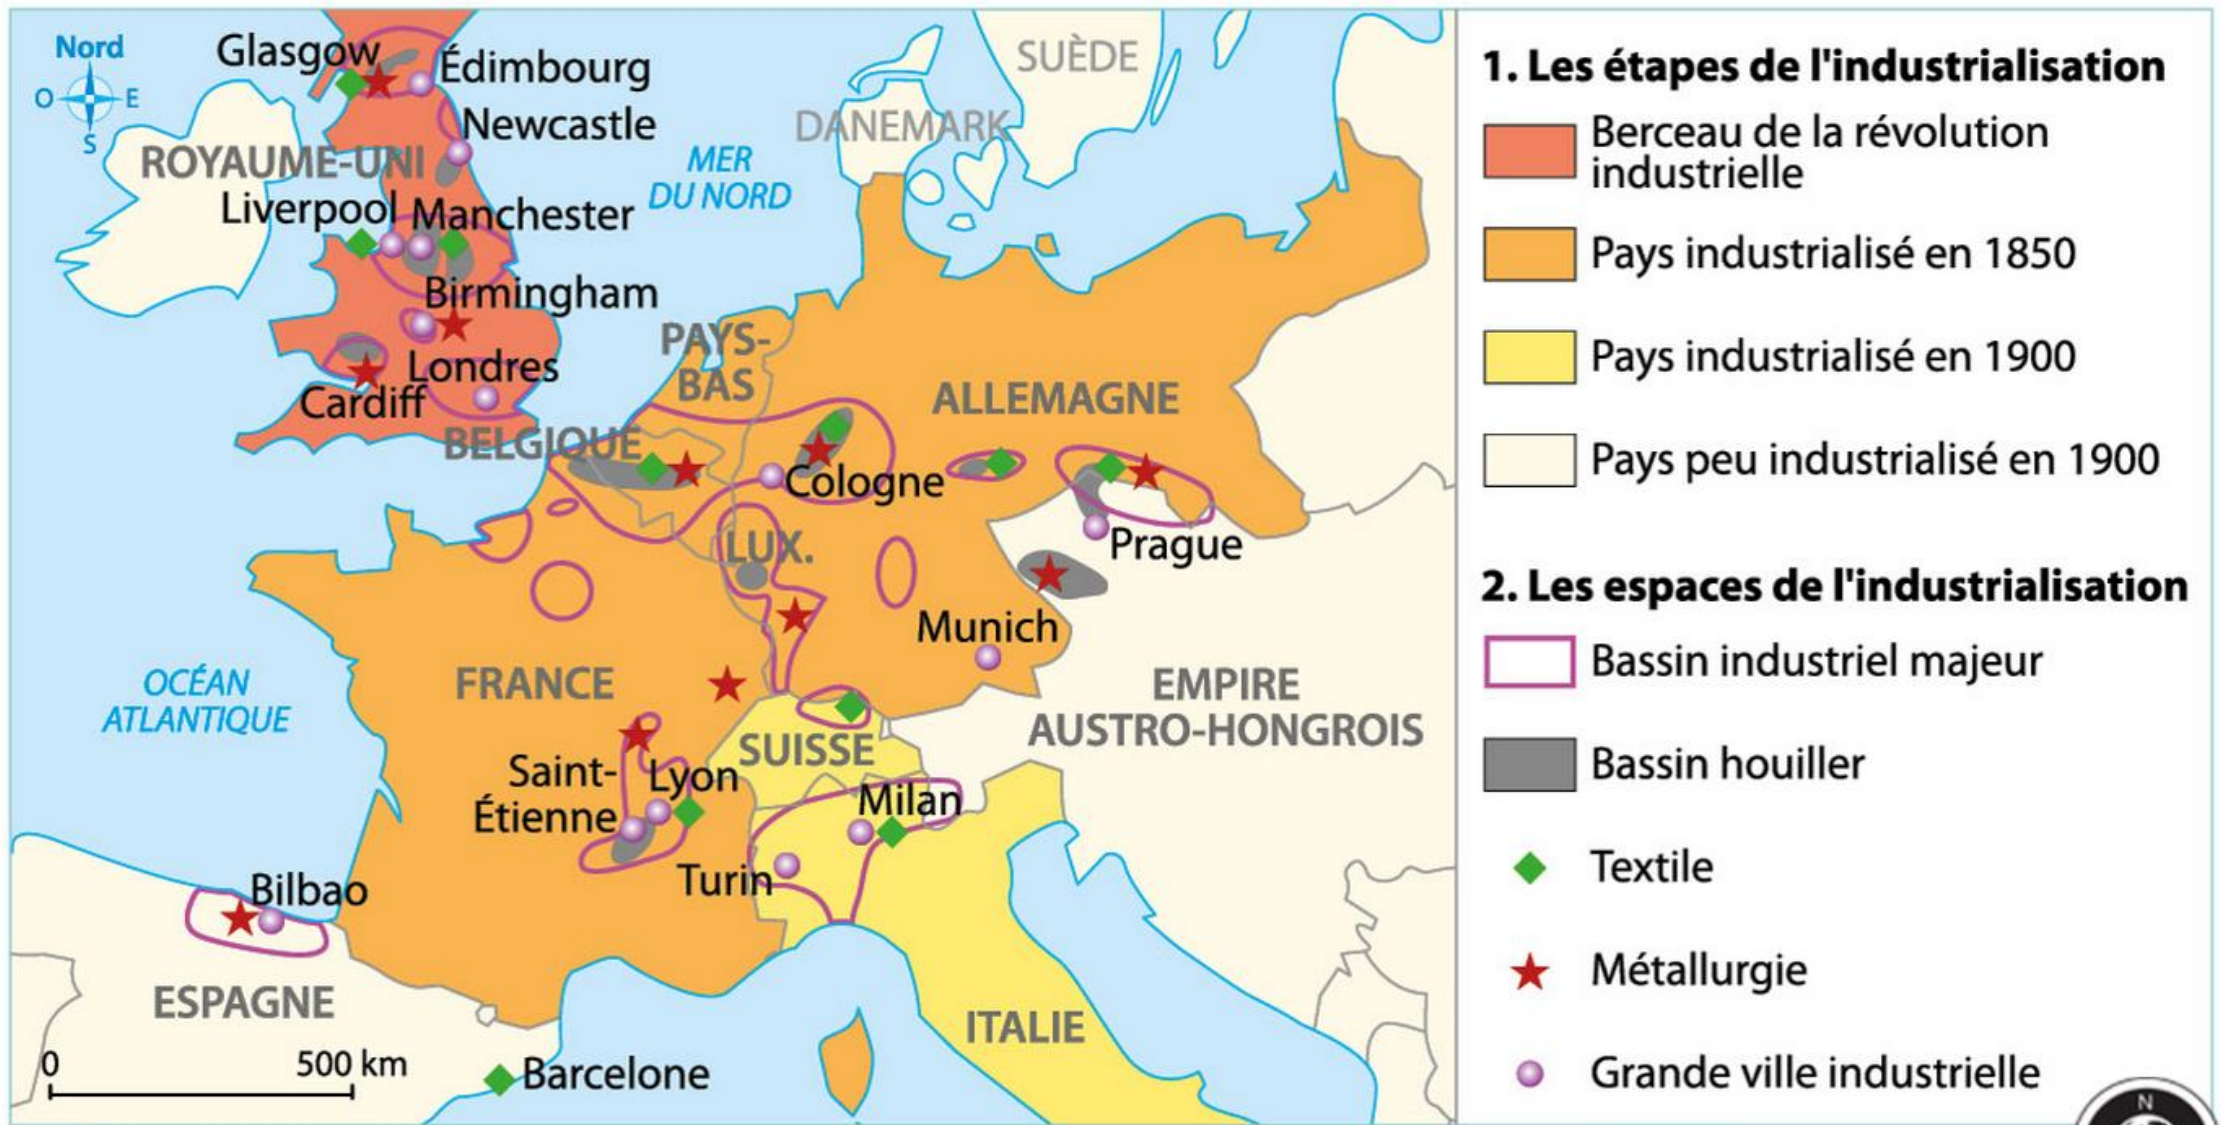 Nord
O
E
S
Glasgow
Édimbourg
Newcastle
ROYAUME-UNI
Liverpool
Manchester
Birmingham
Londres
Cardiff
MER
DU NORD
SUÈDE
DANEMARK
PAYS-
BAS
BELGIQUE
ALLEMAGNE
Cologne
LUX.
Prague
Munich
OCÉAN
ATLANTIQUE
FRANCE
SUISSE
EMPIRE
AUSTRO-HONGROIS
Saint-
Étienne
Lyon
Milan
Turin
Bilbao
ESPAGNE
ITALIE
Barcelone
0
500 km
1. Les étapes de l'industrialisation
Berceau de la révolution
industrielle
Pays industrialisé en 1850
Pays industrialisé en 1900
Pays peu industrialisé en 1900
2. Les espaces de l'industrialisation
Bassin industriel majeur
Bassin houiller
Textile
Métallurgie
Grande ville industrielle
N